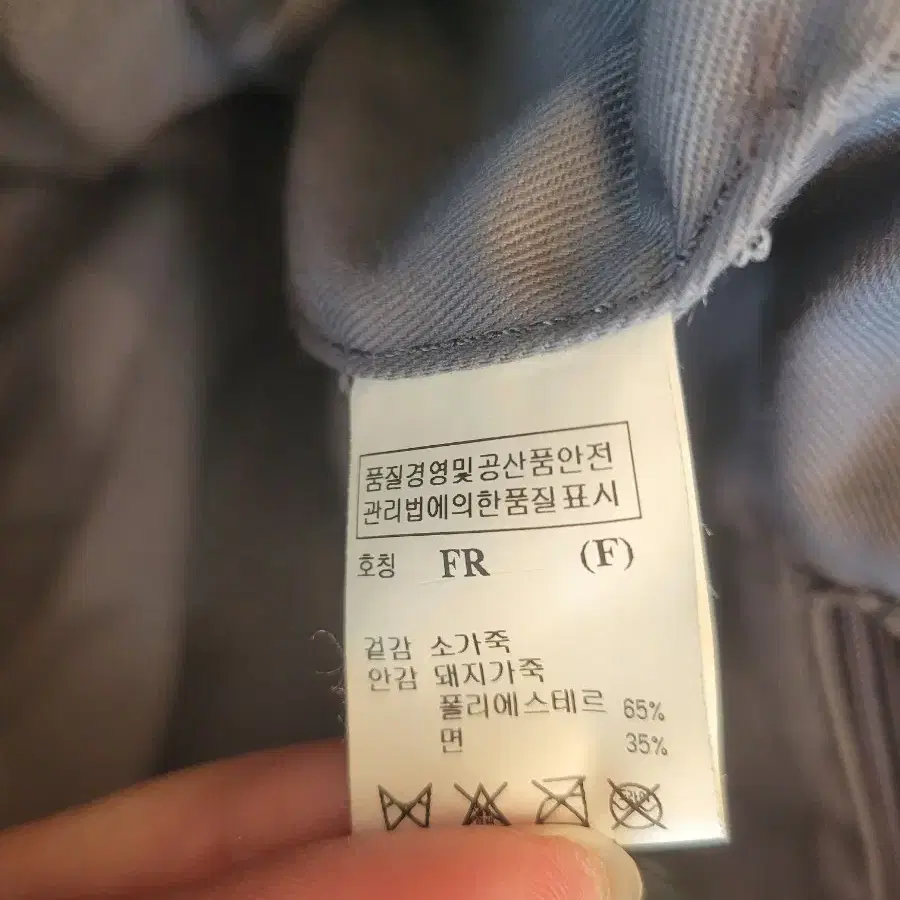 품질경영및공산품안전
관리법에의한품질표시
호칭 FR (F)
겉감 소가죽
안감 돼지가죽
폴리에스테르 65%
면 35%